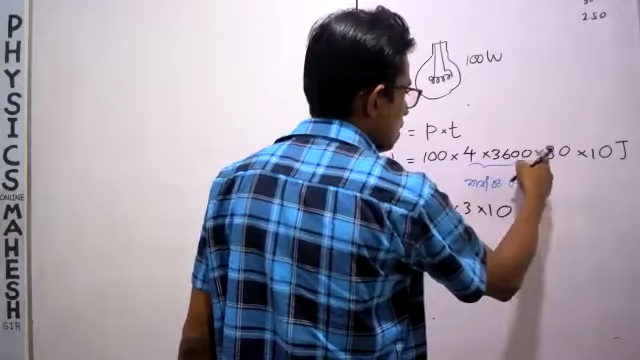 PHYSICS
ONLINE
MAHESH
SIR
250
100W
= P×t
= 100 × 4 × 3600 × 30 × 10 J
× 3 × 10